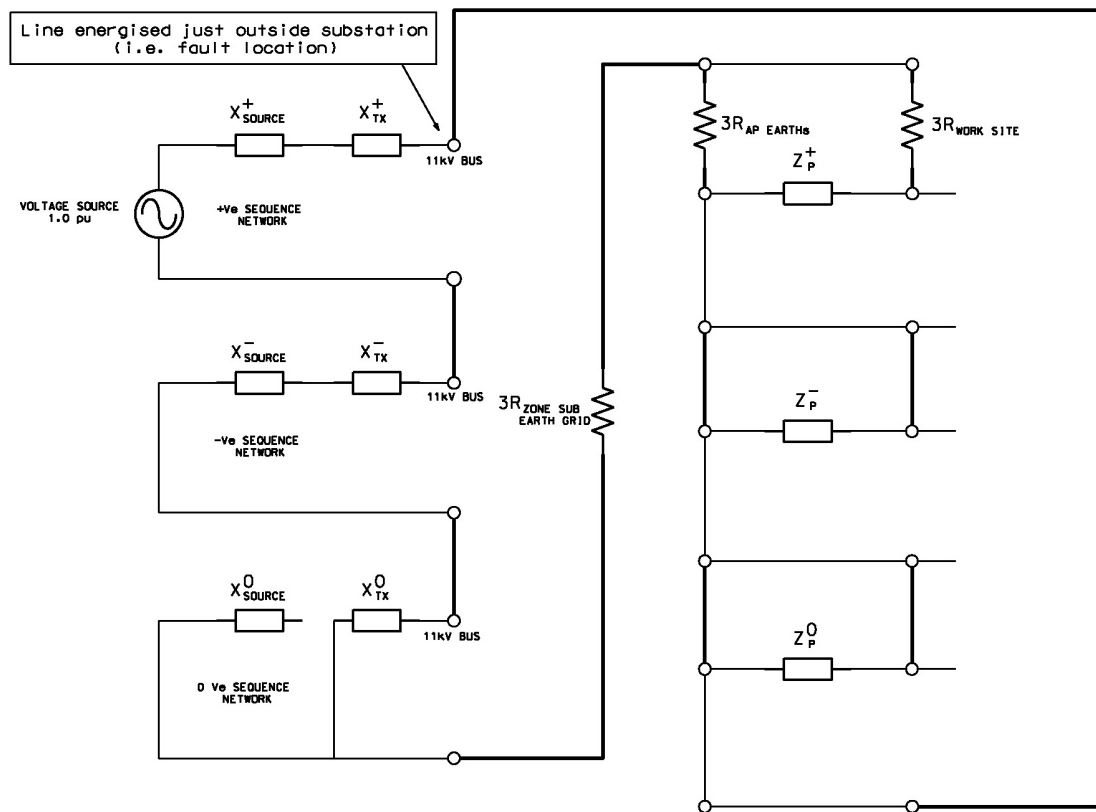 Line energised just outside substation
(i.e. fault location)
X+SOURCE
X+TX
11kV BUS
VOLTAGE SOURCE
1.0 pu
+Ve SEQUENCE
NETWORK
X-SOURCE
X-TX
11kV BUS
-Ve SEQUENCE
NETWORK
X0SOURCE
X0TX
11kV BUS
0 Ve SEQUENCE
NETWORK
3RZONE SUB
EARTH GRID
3RAP EARTHs
3RWORK SITE
Z+P
Z-P
Z0P